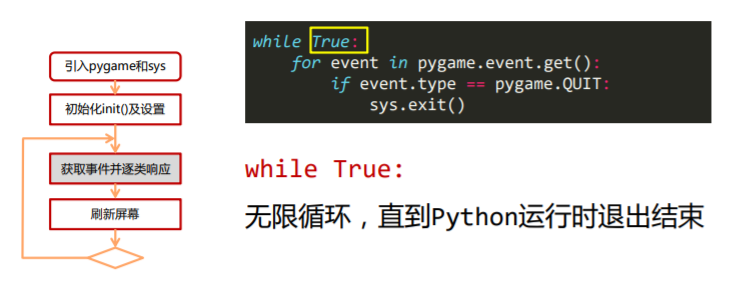 引入pygame和sys
初始化init()及设置
获取事件并逐类响应
刷新屏幕
while True:
    for event in pygame.event.get():
        if event.type == pygame.QUIT:
            sys.exit()
while True:
无限循环，直到Python运行时退出结束